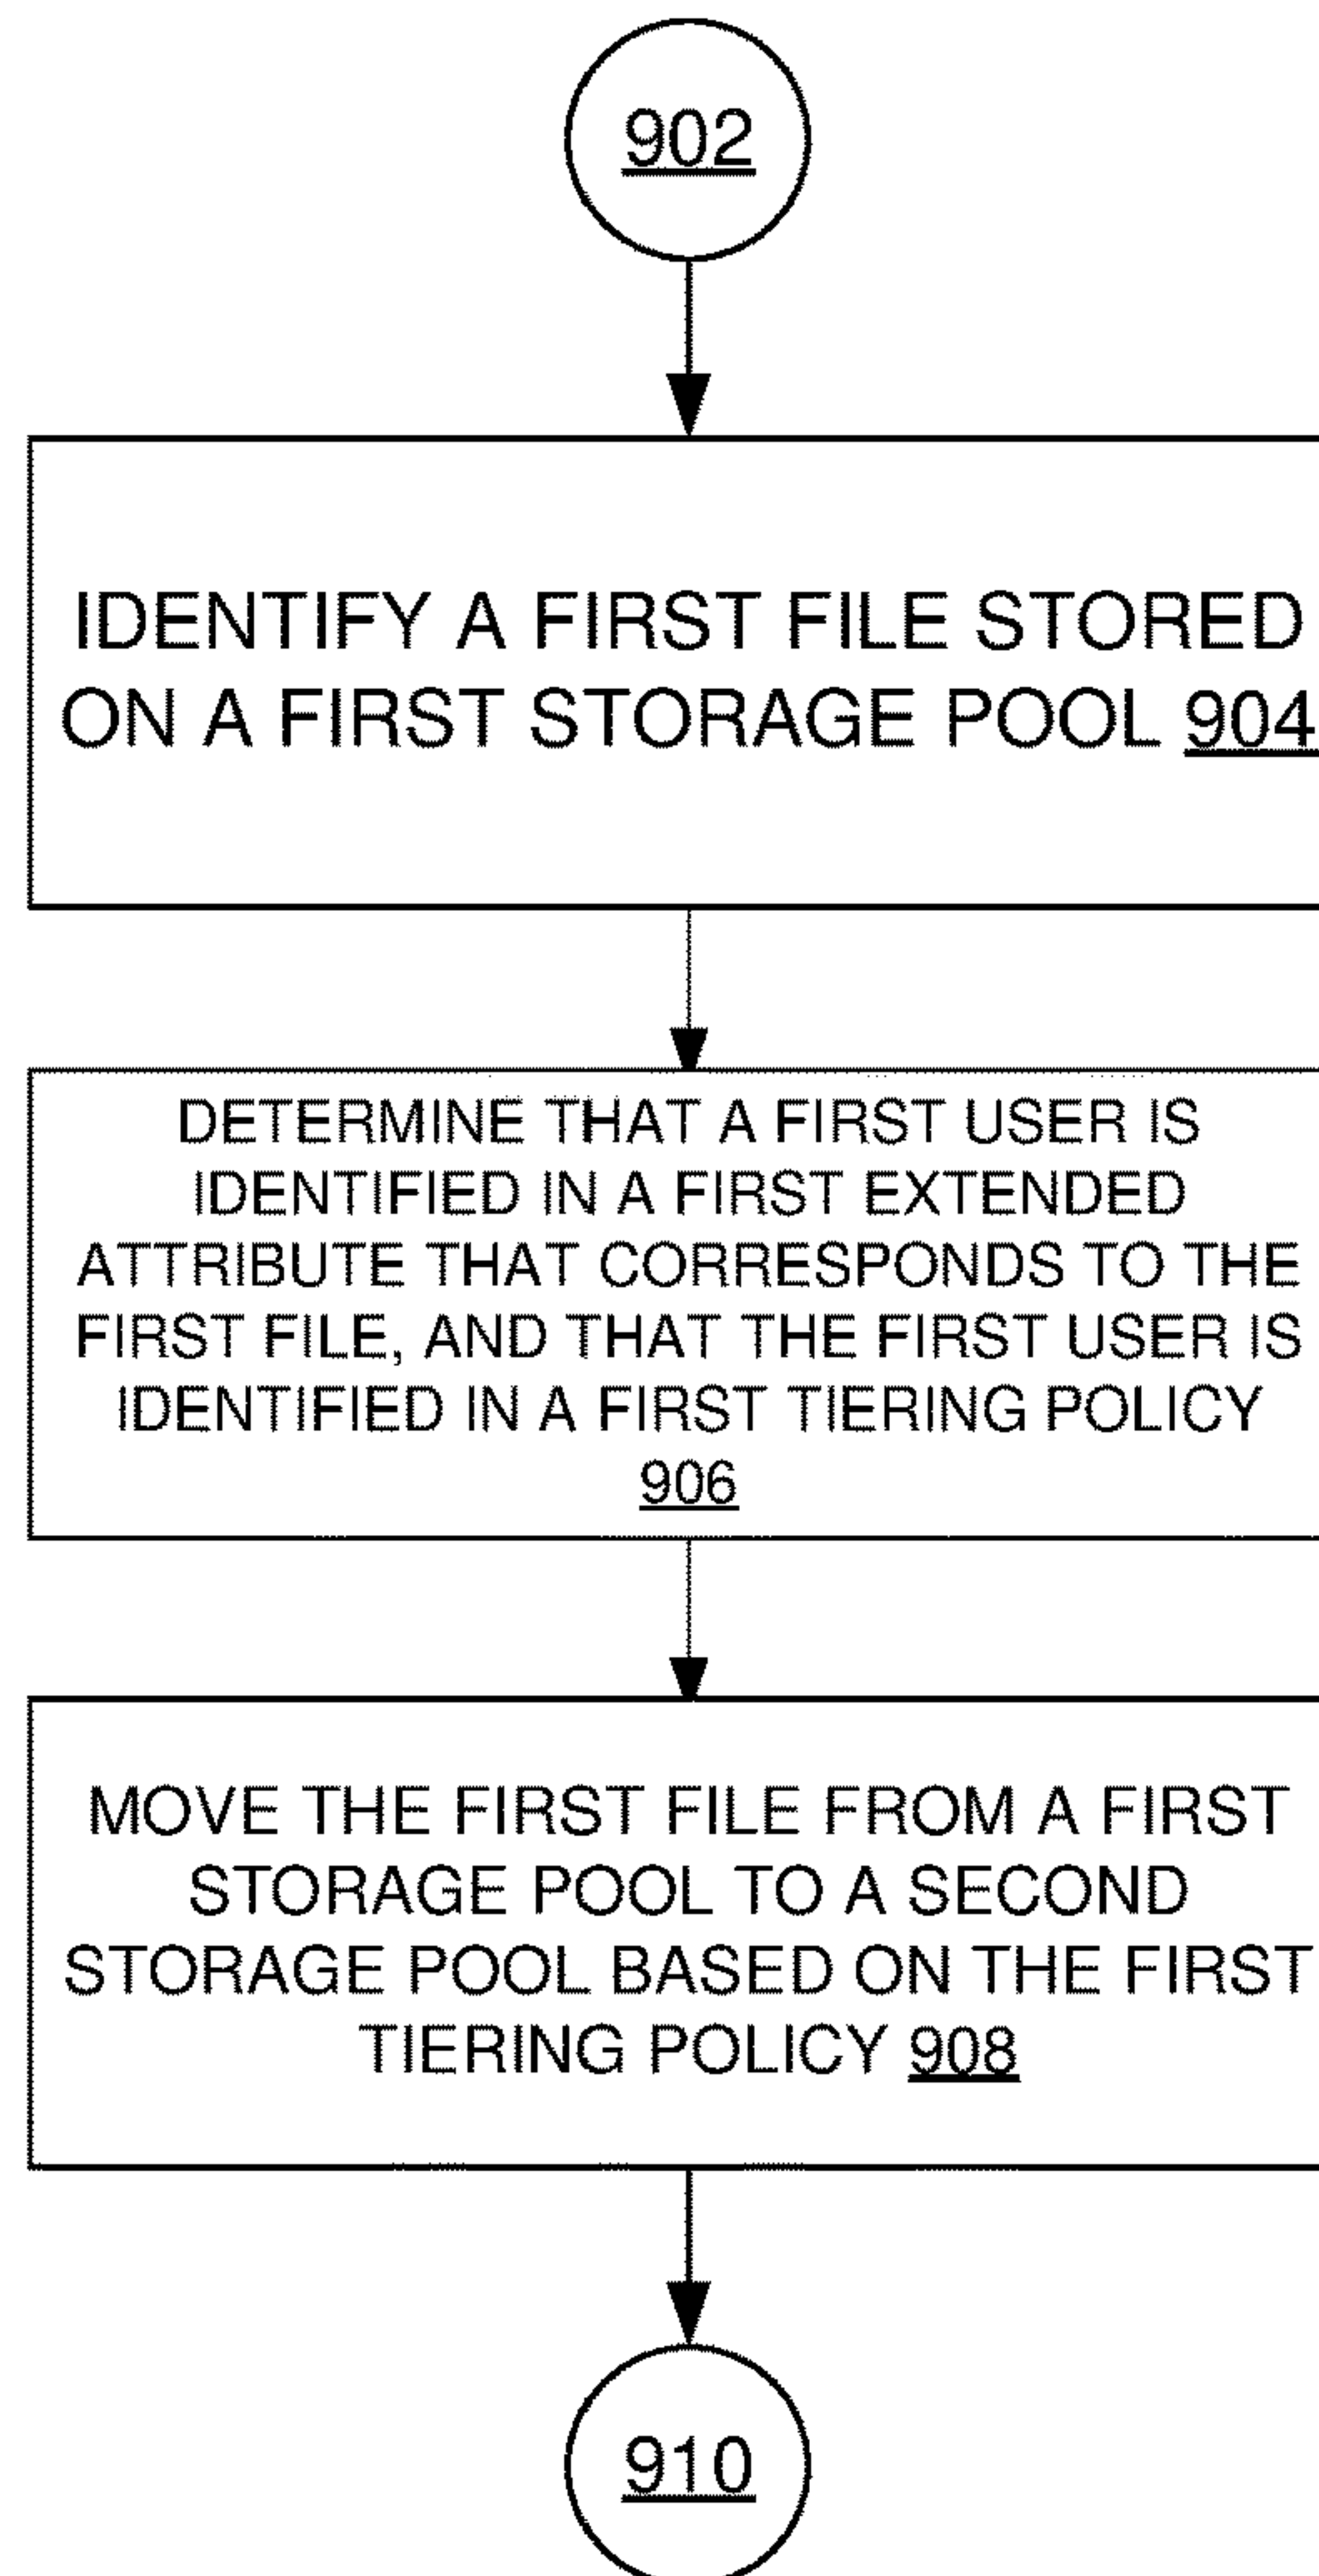 902
IDENTIFY A FIRST FILE STORED
ON A FIRST STORAGE POOL 904
DETERMINE THAT A FIRST USER IS
IDENTIFIED IN A FIRST EXTENDED
ATTRIBUTE THAT CORRESPONDS TO THE
FIRST FILE, AND THAT THE FIRST USER IS
IDENTIFIED IN A FIRST TIERING POLICY
906
MOVE THE FIRST FILE FROM A FIRST
STORAGE POOL TO A SECOND
STORAGE POOL BASED ON THE FIRST
TIERING POLICY 908
910